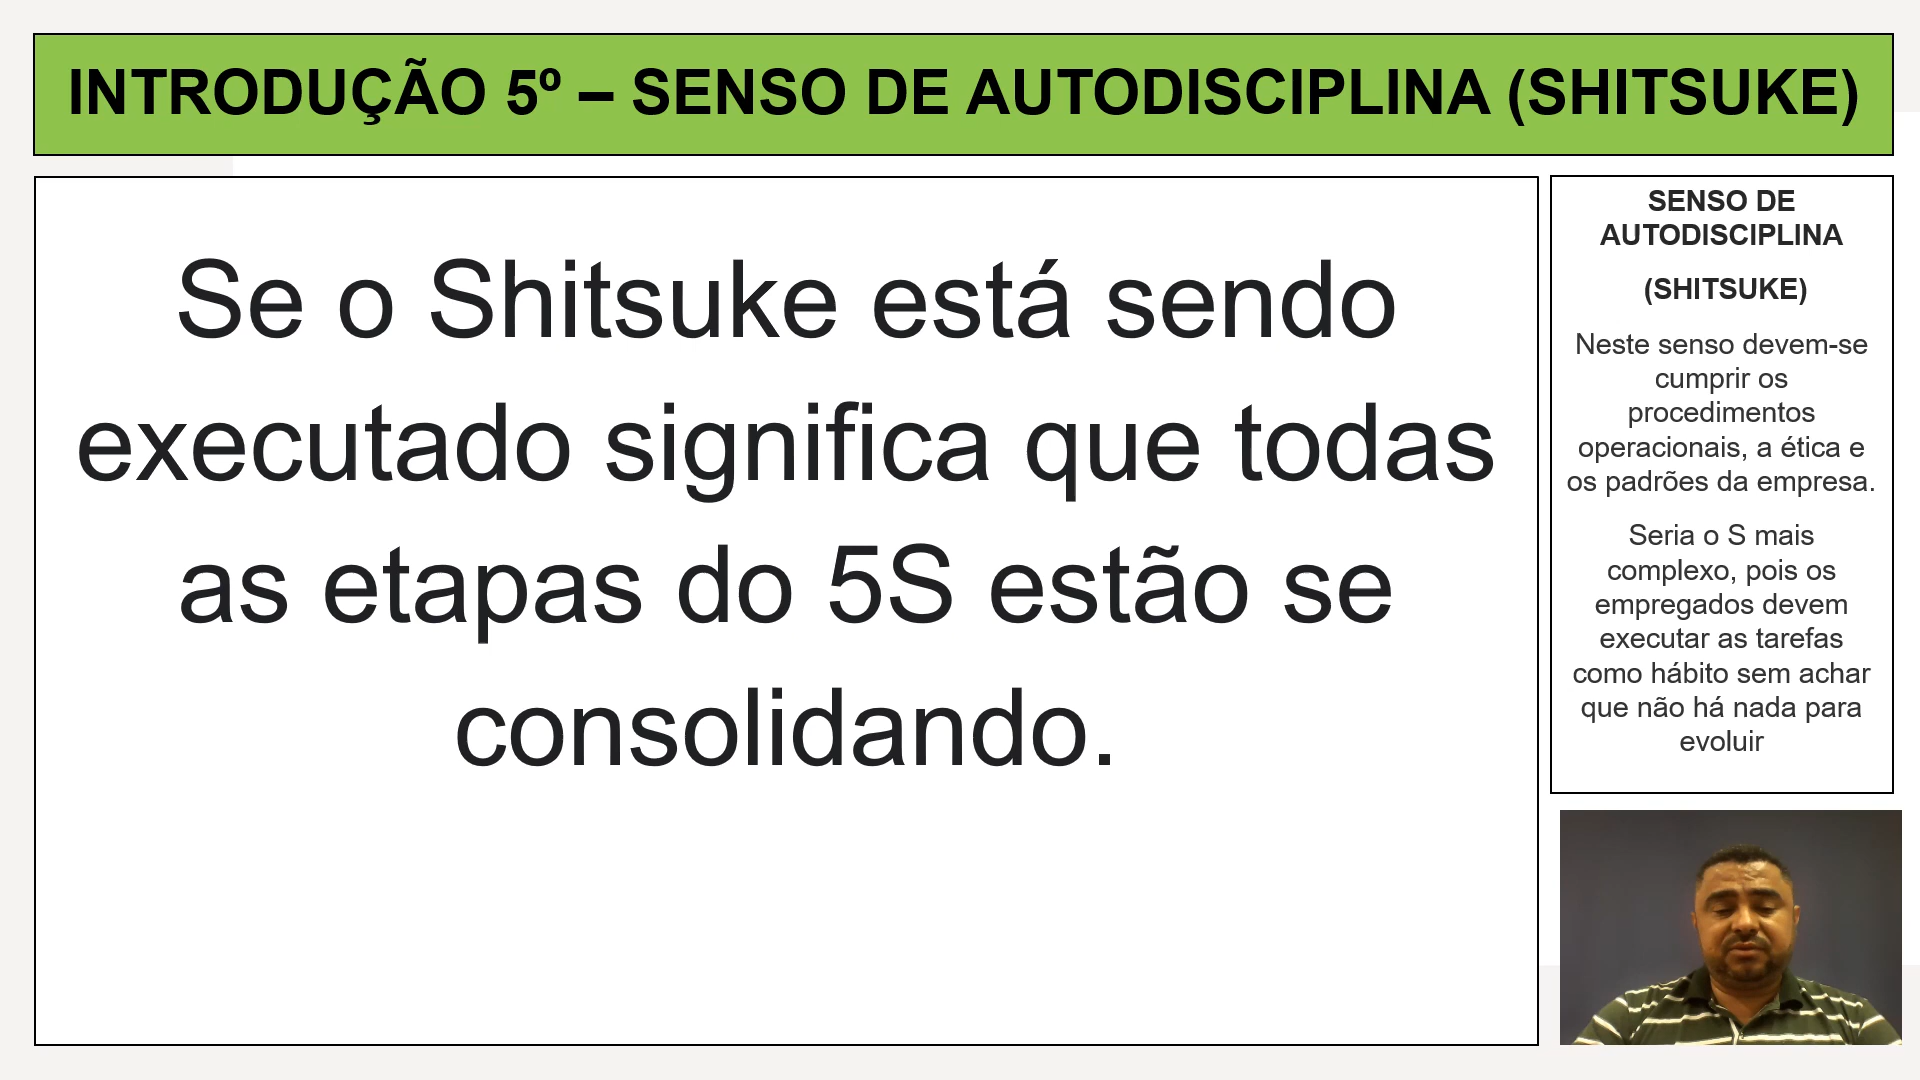 INTRODUÇÃO 5º – SENSO DE AUTODISCIPLINA (SHITSUKE)
Se o Shitsuke está sendo
executado significa que todas
as etapas do 5S estão se
consolidando.
SENSO DE
AUTODISCIPLINA
(SHITSUKE)
Neste senso devem-se
cumprir os
procedimentos
operacionais, a ética e
os padrões da empresa.
Seria o S mais
complexo, pois os
empregados devem
executar as tarefas
como hábito sem achar
que não há nada para
evoluir